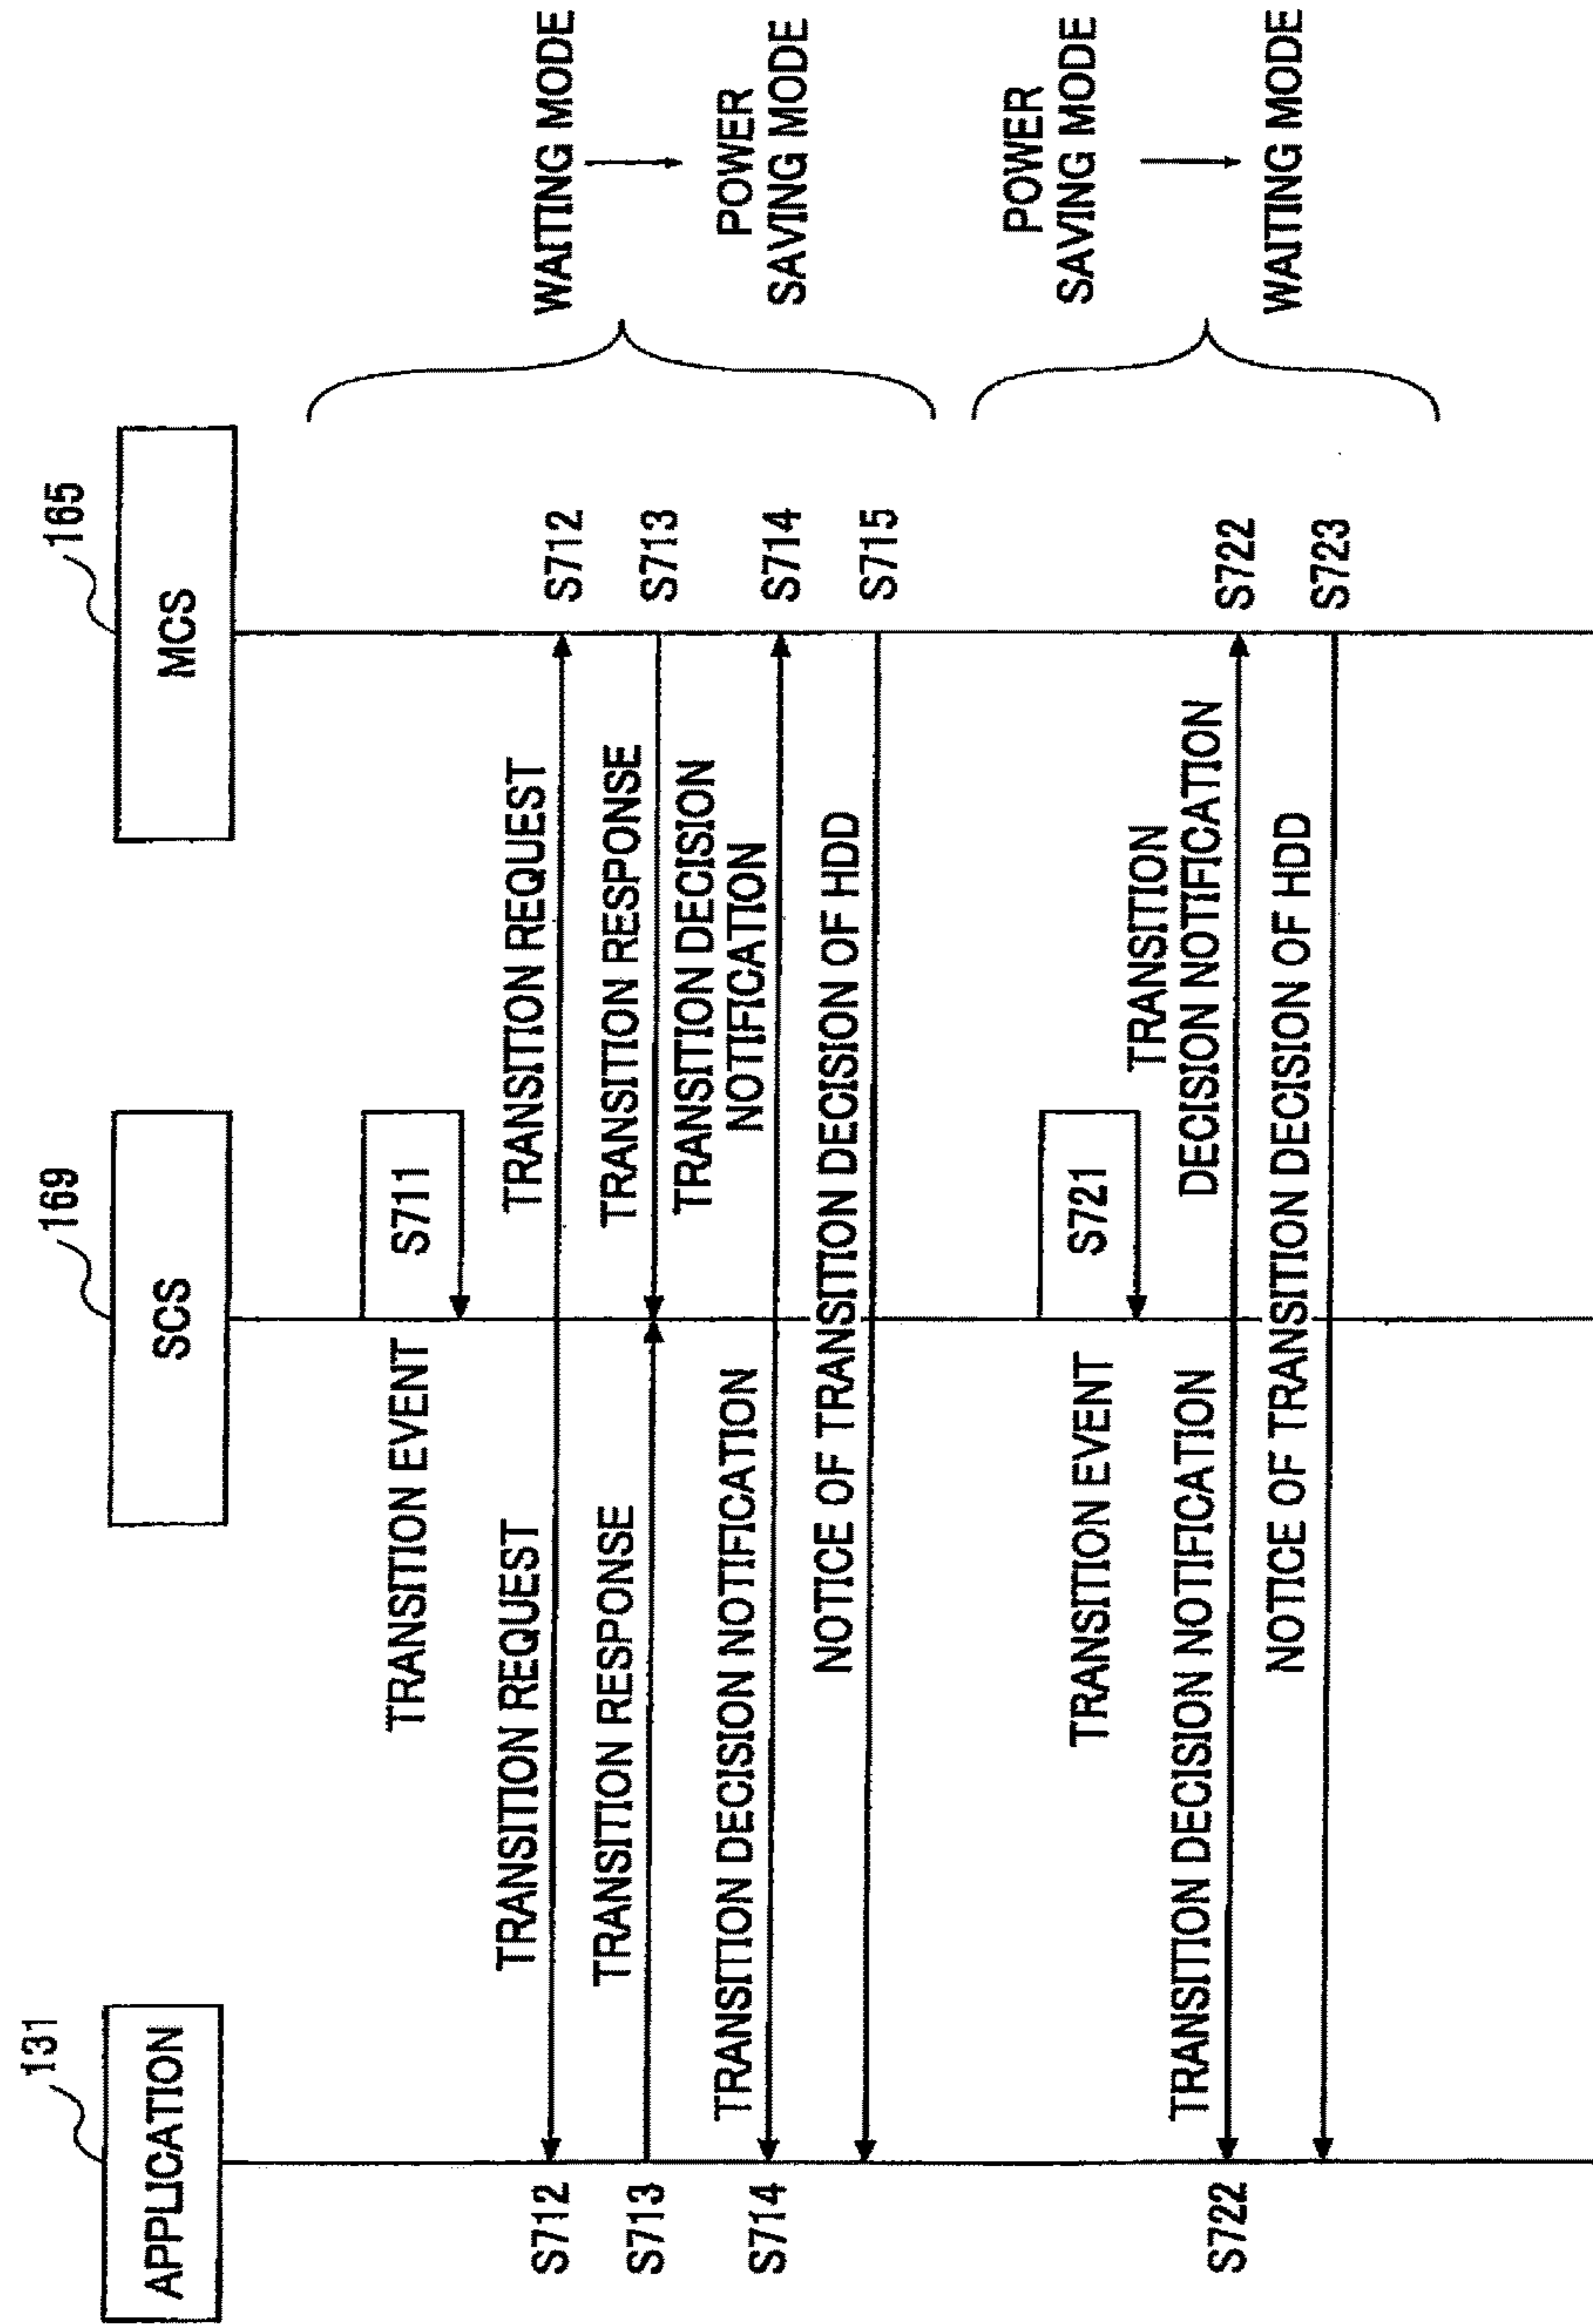 131
APPLICATION
169
SCS
165
MCS
TRANSITION EVENT
S711
S712
TRANSITION REQUEST
TRANSITION REQUEST
S712
S713
TRANSITION RESPONSE
TRANSITION RESPONSE
S713
S714
TRANSITION DECISION NOTIFICATION
TRANSITION DECISION
NOTIFICATION
S714
NOTICE OF TRANSITION DECISION OF HDD
S715
WAITING MODE
POWER
SAVING MODE
TRANSITION EVENT
S721
S722
TRANSITION DECISION NOTIFICATION
TRANSITION
DECISION NOTIFICATION
S722
NOTICE OF TRANSITION DECISION OF HDD
S723
POWER
SAVING MODE
WAITING MODE